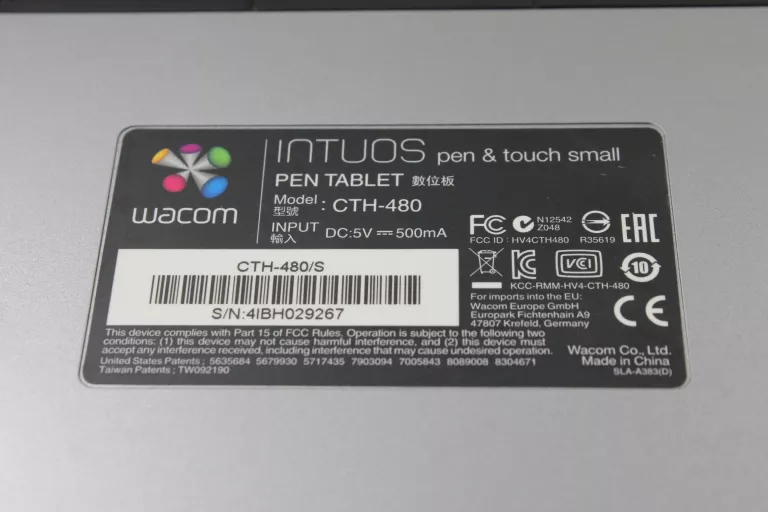 wacom
INTUOS pen & touch small
PEN TABLET 數位板
Model
型號 : CTH-480
INPUT
輸入 DC:5V ⎓ 500mA
FC
N12542
Z048
R35619
EAC
FCC ID : HV4CTH480
VCCI
10
KCC-RMM-HV4-CTH-480
CTH-480/S
S/N:4IBH029267
For imports into the EU:
Wacom Europe GmbH
Europark Fichtenhain A9
47807 Krefeld, Germany
CE
This device complies with Part 15 of FCC Rules. Operation is subject to the following two
conditions: (1) this device may not cause harmful interference, and (2) this device must
accept any interference received, including interference that may cause undesired operation.
United States Patents ; 5635684 5679930 5717435 7903094 7005843 8089008 8304671
Taiwan Patents ; TW092190
Wacom Co., Ltd.
Made in China
SLA-A383(D)